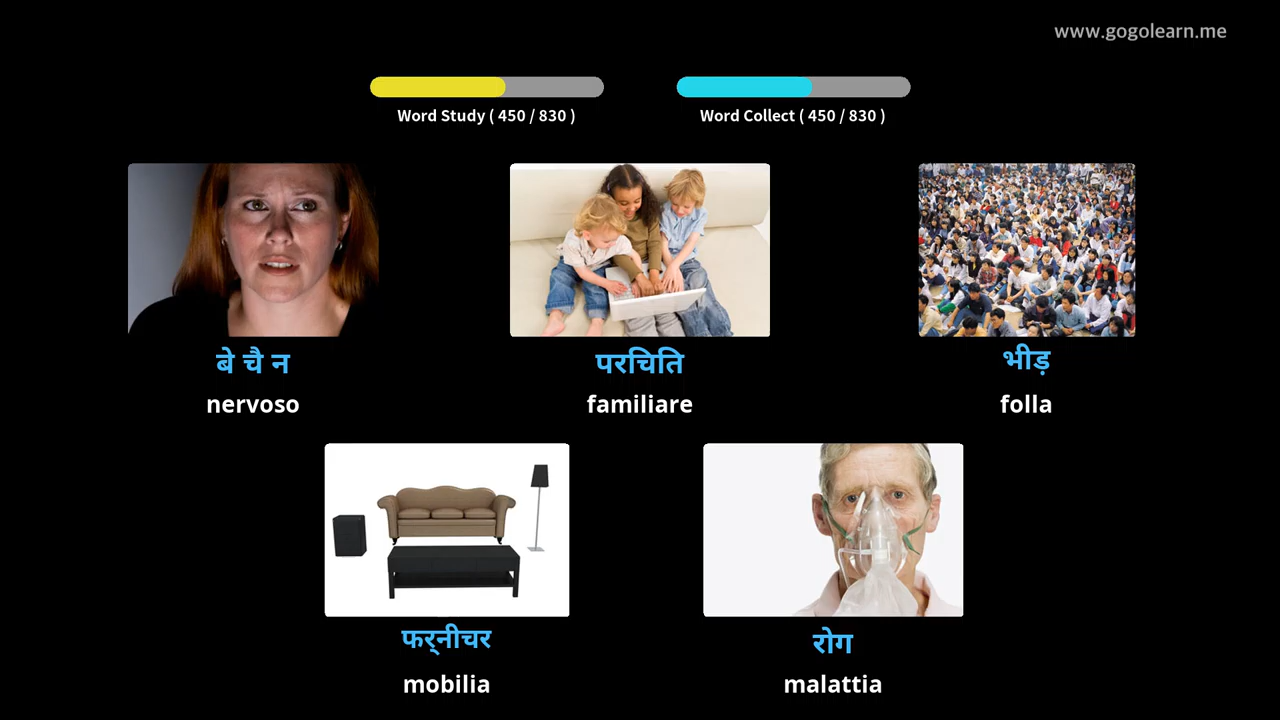 www.gogolearn.me
Word Study ( 450 / 830 )
Word Collect ( 450 / 830 )
बे चै न
परचिति
भीड़
nervoso
familiare
folla
फर्‌नीचर
रोग
mobilia
malattia